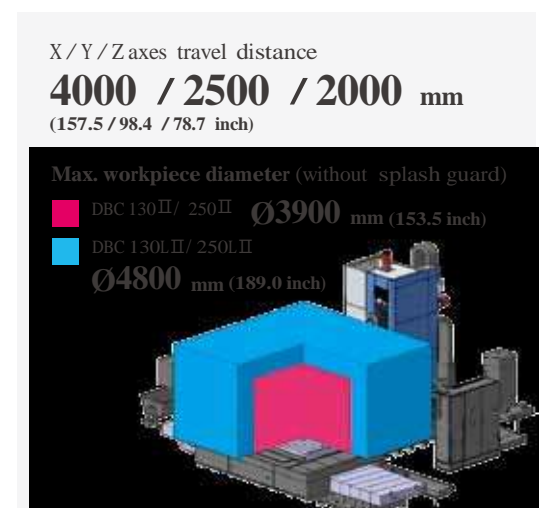 X / Y / Z axes travel distance
4000 / 2500 / 2000 mm
(157.5 / 98.4 / 78.7 inch)
Max. workpiece diameter (without splash guard)
DBC 130Ⅱ/ 250Ⅱ Ø3900 mm (153.5 inch)
DBC 130LⅡ/ 250LⅡ
Ø4800 mm (189.0 inch)